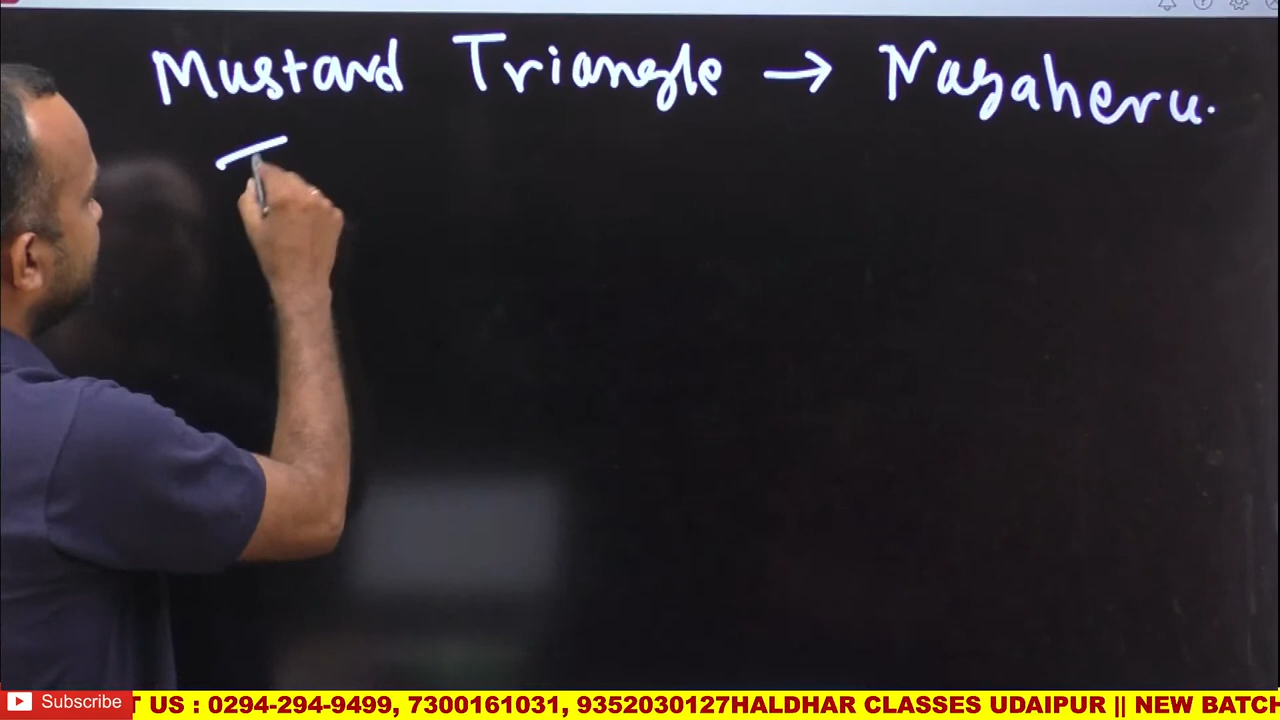 Mustard Triangle → Nagaheru.
T
Subscribe
T US : 0294-294-9499, 7300161031, 9352030127HALDHAR CLASSES UDAIPUR || NEW BATCH